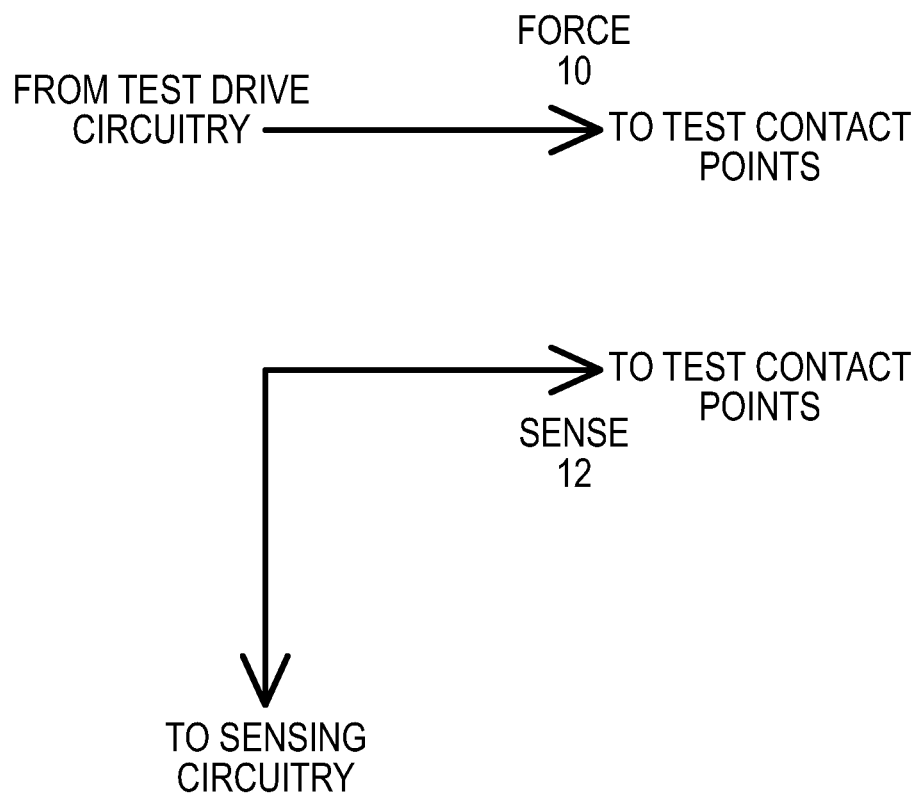 FORCE
10
FROM TEST DRIVE
CIRCUITRY
TO TEST CONTACT
POINTS
TO TEST CONTACT
POINTS
SENSE
12
TO SENSING
CIRCUITRY